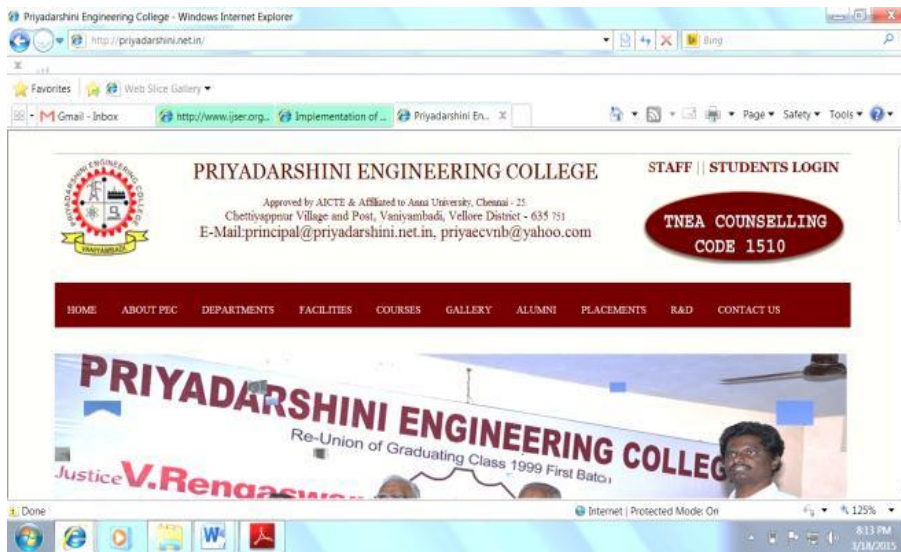 Priyadarshini Engineering College - Windows Internet Explorer
http://priyadarshini.net.in/
Bing
Favorites Web Slice Gallery
Gmail - Inbox http://www.ijser.org... Implementation of ... Priyadarshini En... Page Safety Tools
PRIYADARSHINI ENGINEERING COLLEGE
VANIYAMBADI
PRIYADARSHINI ENGINEERING COLLEGE
Approved by AICTE & Affiliated to Anna University, Chennai - 25.
Chettiyappnur Village and Post, Vaniyambadi, Vellore District - 635 751
E-Mail:principal@priyadarshini.net.in, priyaecvnb@yahoo.com
STAFF || STUDENTS LOGIN
TNEA COUNSELLING
CODE 1510
HOME ABOUT PEC DEPARTMENTS FACILITIES COURSES GALLERY ALUMNI PLACEMENTS R&D CONTACT US
PRIYADARSHINI ENGINEERING COLLEG
Re-Union of Graduating Class 1999 First Batch
Justice V.Rengaswa
Done Internet | Protected Mode: On 125%
8:13 PM
3/18/2015